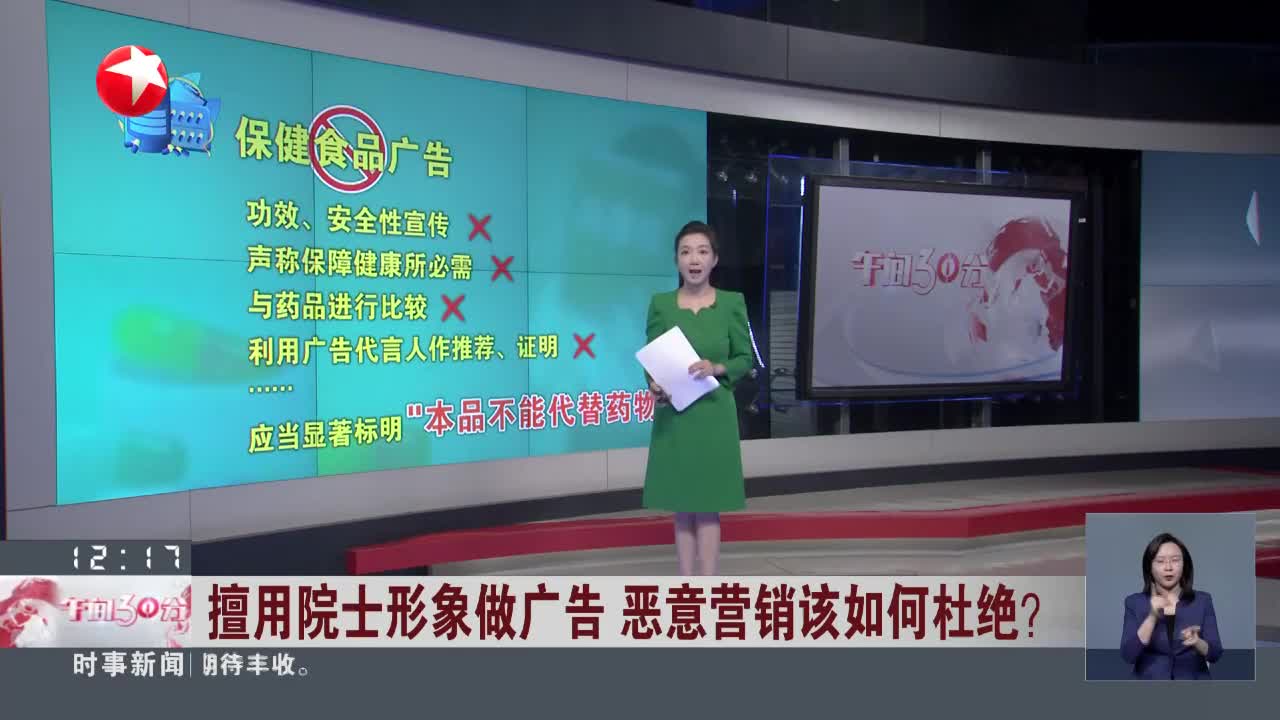 保健食品广告
功效、安全性宣传
声称保障健康所必需
与药品进行比较
利用广告代言人作推荐、证明
……
应当显著标明"本品不能代替药物
午间30分
12:17
午间30分
擅用院士形象做广告 恶意营销该如何杜绝?
时事新闻
期待丰收。